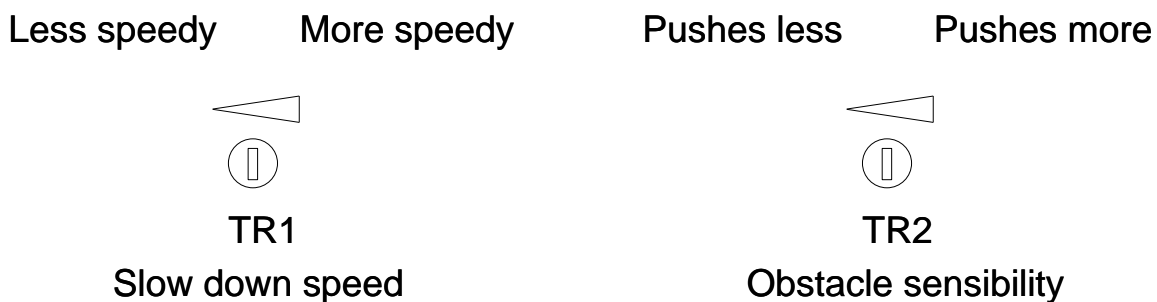 Less speedy More speedy Pushes less Pushes more
TR1 TR2
Slow down speed Obstacle sensibility